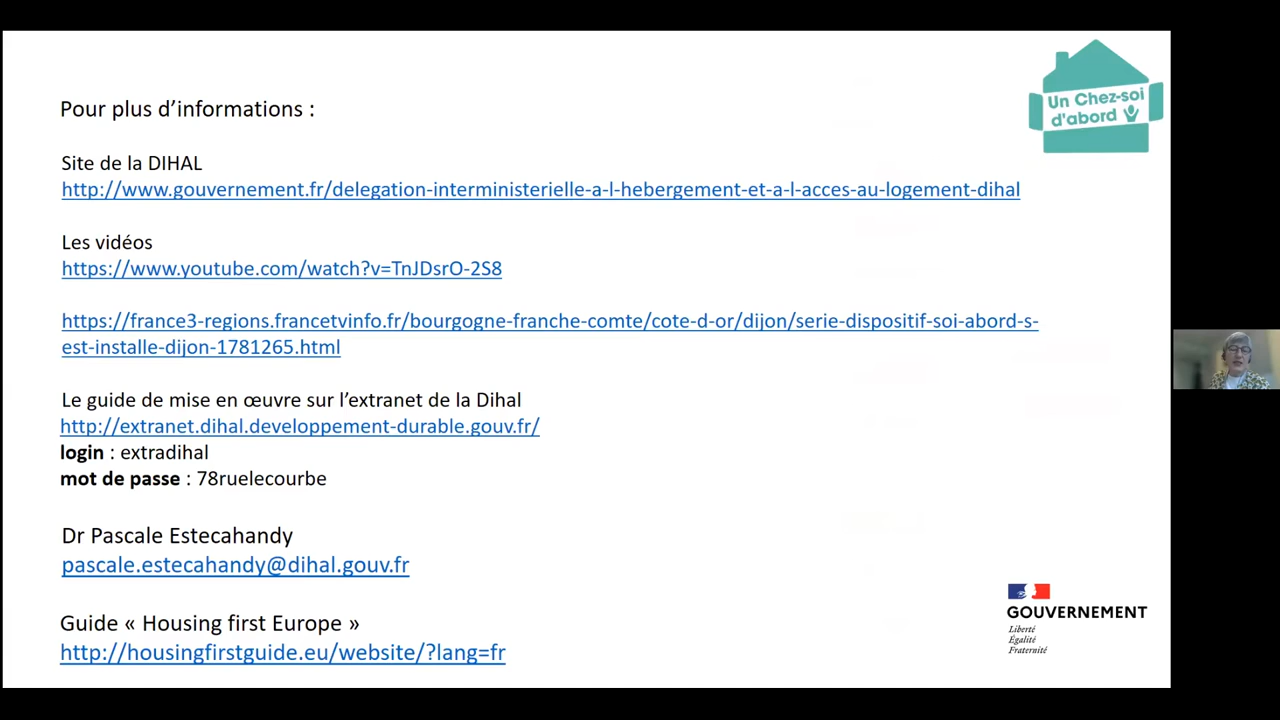 Un Chez-soi
d'abord
Pour plus d’informations :
Site de la DIHAL
http://www.gouvernement.fr/delegation-interministerielle-a-l-hebergement-et-a-l-acces-au-logement-dihal
Les vidéos
https://www.youtube.com/watch?v=TnJDsrO-2S8
https://france3-regions.francetvinfo.fr/bourgogne-franche-comte/cote-d-or/dijon/serie-dispositif-soi-abord-s-
est-installe-dijon-1781265.html
Le guide de mise en œuvre sur l’extranet de la Dihal
http://extranet.dihal.developpement-durable.gouv.fr/
login : extradihal
mot de passe : 78ruelecourbe
Dr Pascale Estecahandy
pascale.estecahandy@dihal.gouv.fr
Guide « Housing first Europe »
http://housingfirstguide.eu/website/?lang=fr
GOUVERNEMENT
Liberté
Égalité
Fraternité